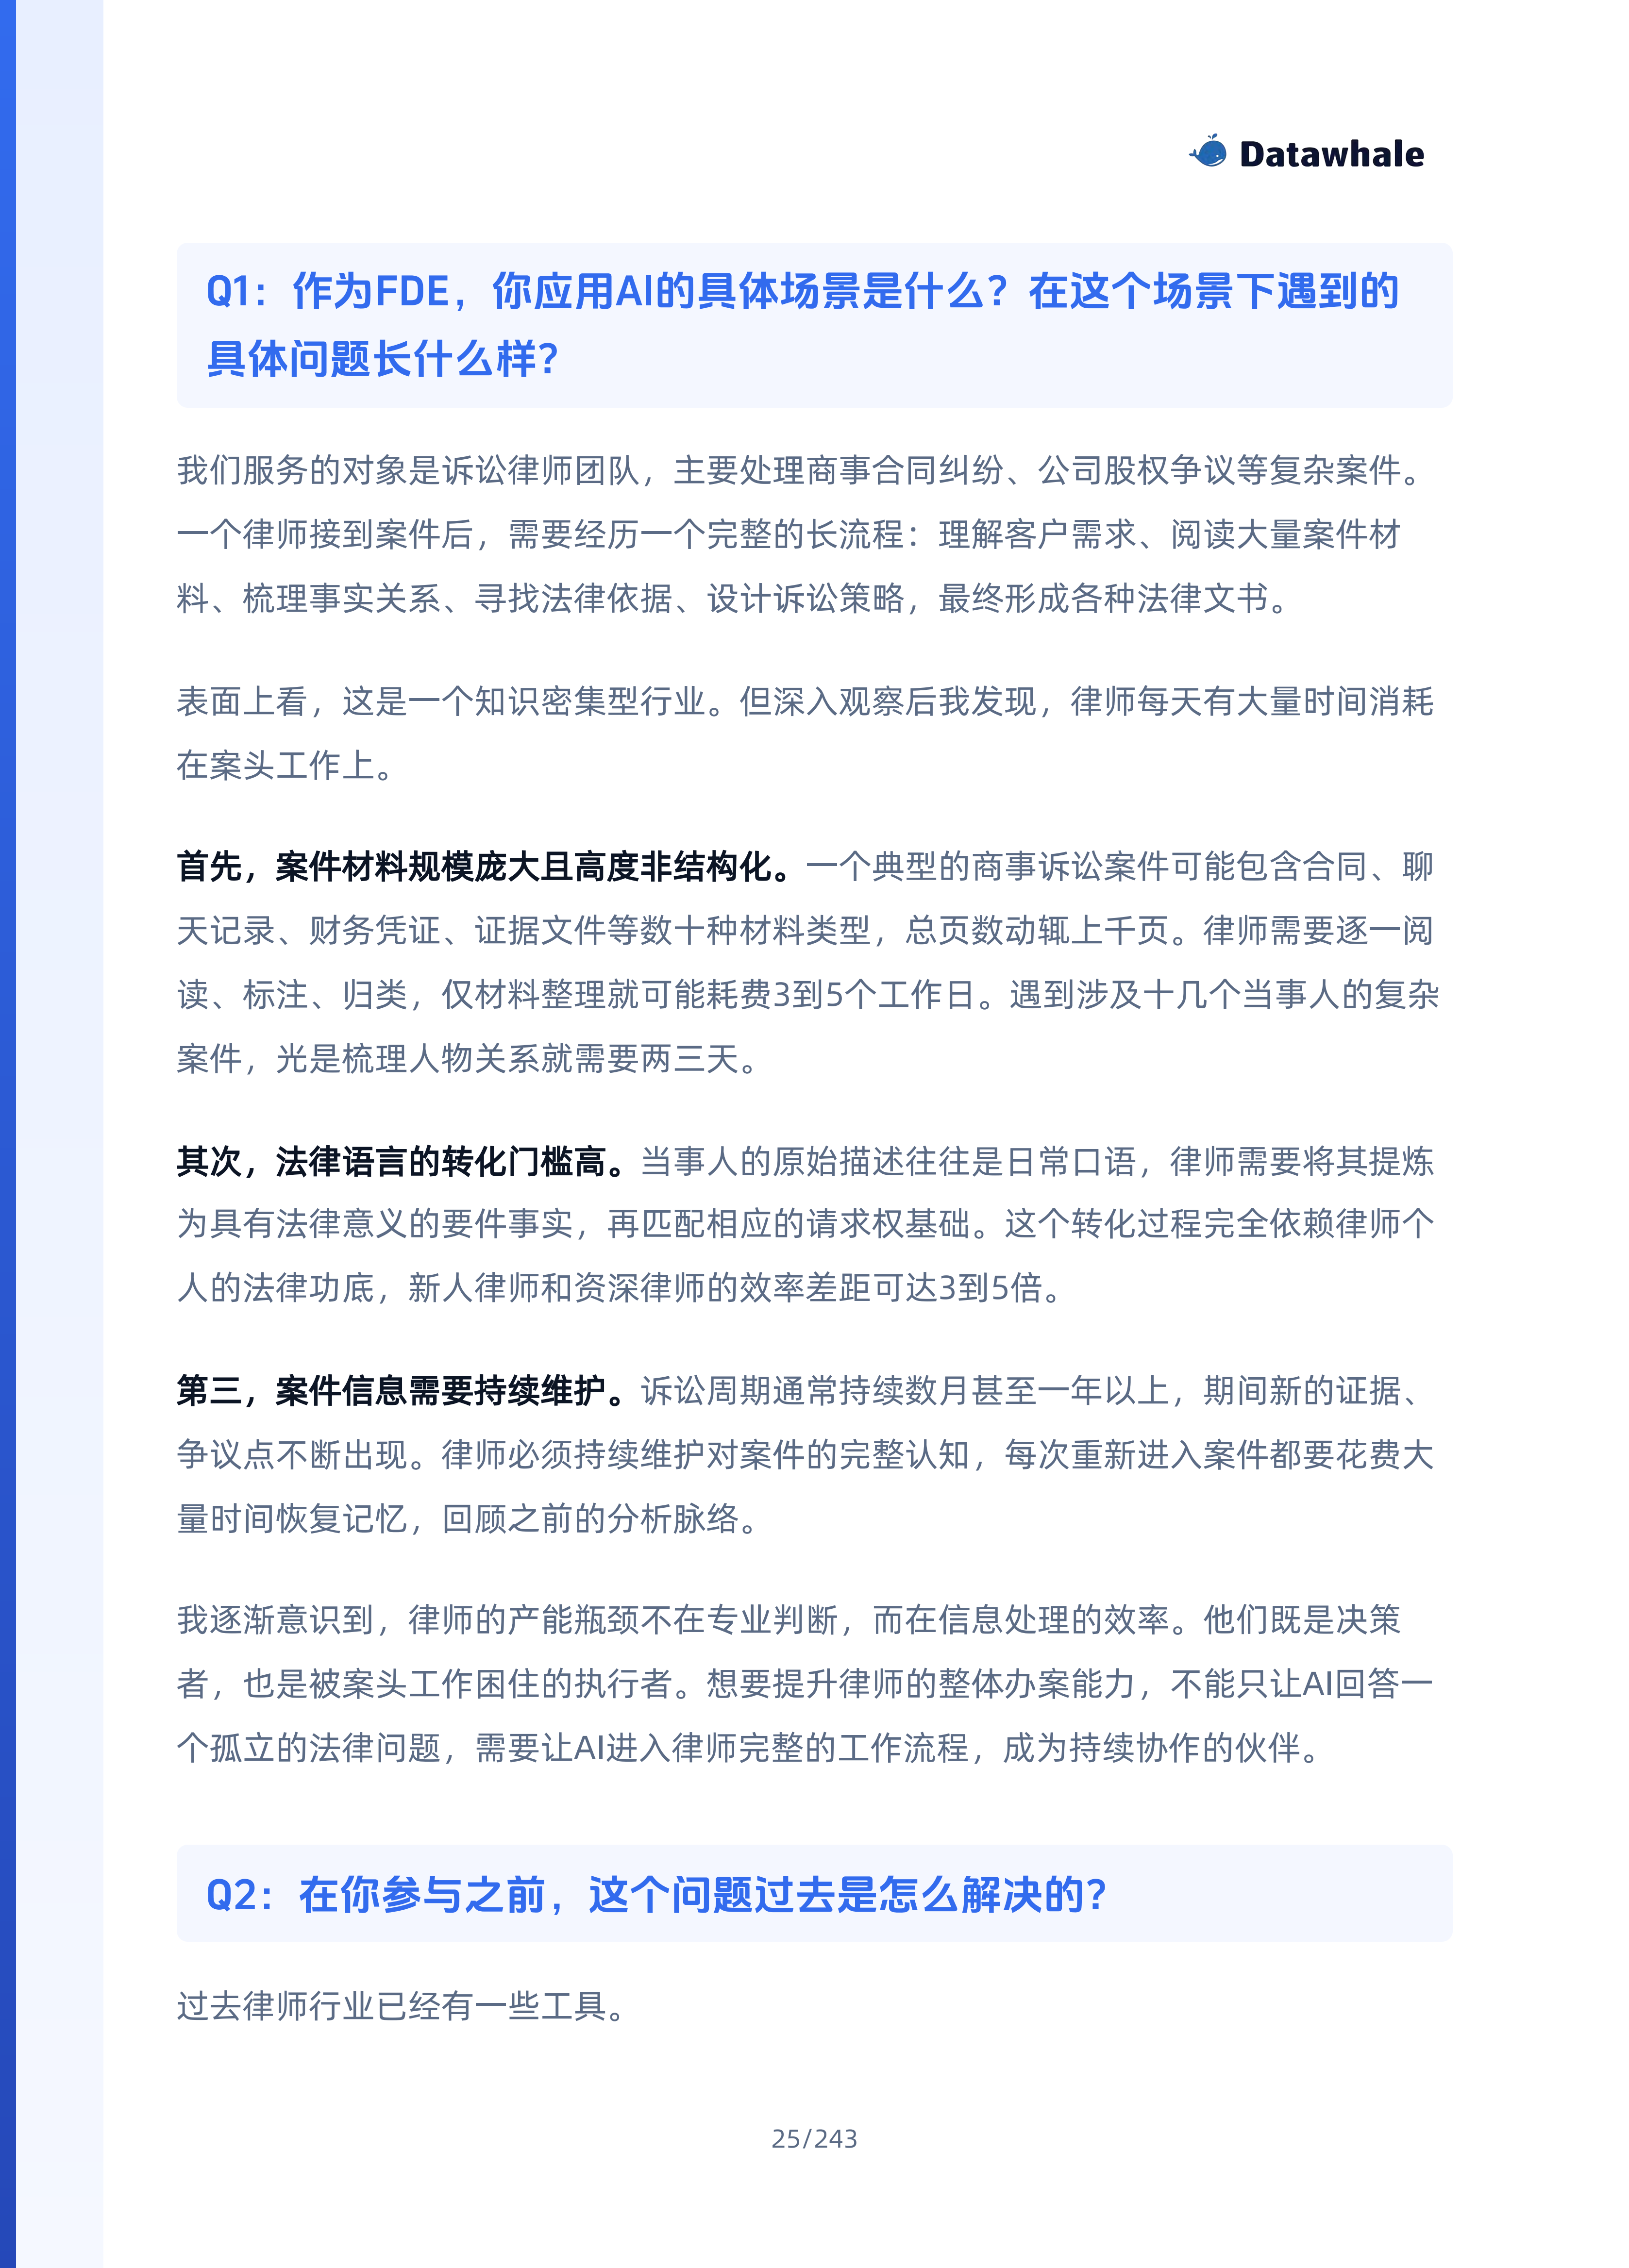 Datawhale
Q1：作为FDE，你应用AI的具体场景是什么？在这个场景下遇到的
具体问题长什么样？
我们服务的对象是诉讼律师团队，主要处理商事合同纠纷、公司股权争议等复杂案件。
一个律师接到案件后，需要经历一个完整的长流程：理解客户需求、阅读大量案件材
料、梳理事实关系、寻找法律依据、设计诉讼策略，最终形成各种法律文书。
表面上看，这是一个知识密集型行业。但深入观察后我发现，律师每天有大量时间消耗
在案头工作上。
首先，案件材料规模庞大且高度非结构化。一个典型的商事诉讼案件可能包含合同、聊
天记录、财务凭证、证据文件等数十种材料类型，总页数动辄上千页。律师需要逐一阅
读、标注、归类，仅材料整理就可能耗费3到5个工作日。遇到涉及十几个当事人的复杂
案件，光是梳理人物关系就需要两三天。
其次，法律语言的转化门槛高。当事人的原始描述往往是日常口语，律师需要将其提炼
为具有法律意义的要件事实，再匹配相应的请求权基础。这个转化过程完全依赖律师个
人的法律功底，新人律师和资深律师的效率差距可达3到5倍。
第三，案件信息需要持续维护。诉讼周期通常持续数月甚至一年以上，期间新的证据、
争议点不断出现。律师必须持续维护对案件的完整认知，每次重新进入案件都要花费大
量时间恢复记忆，回顾之前的分析脉络。
我逐渐意识到，律师的产能瓶颈不在专业判断，而在信息处理的效率。他们既是决策
者，也是被案头工作困住的执行者。想要提升律师的整体办案能力，不能只让AI回答一
个孤立的法律问题，需要让AI进入律师完整的工作流程，成为持续协作的伙伴。
Q2：在你参与之前，这个问题过去是怎么解决的？
过去律师行业已经有一些工具。
25/243